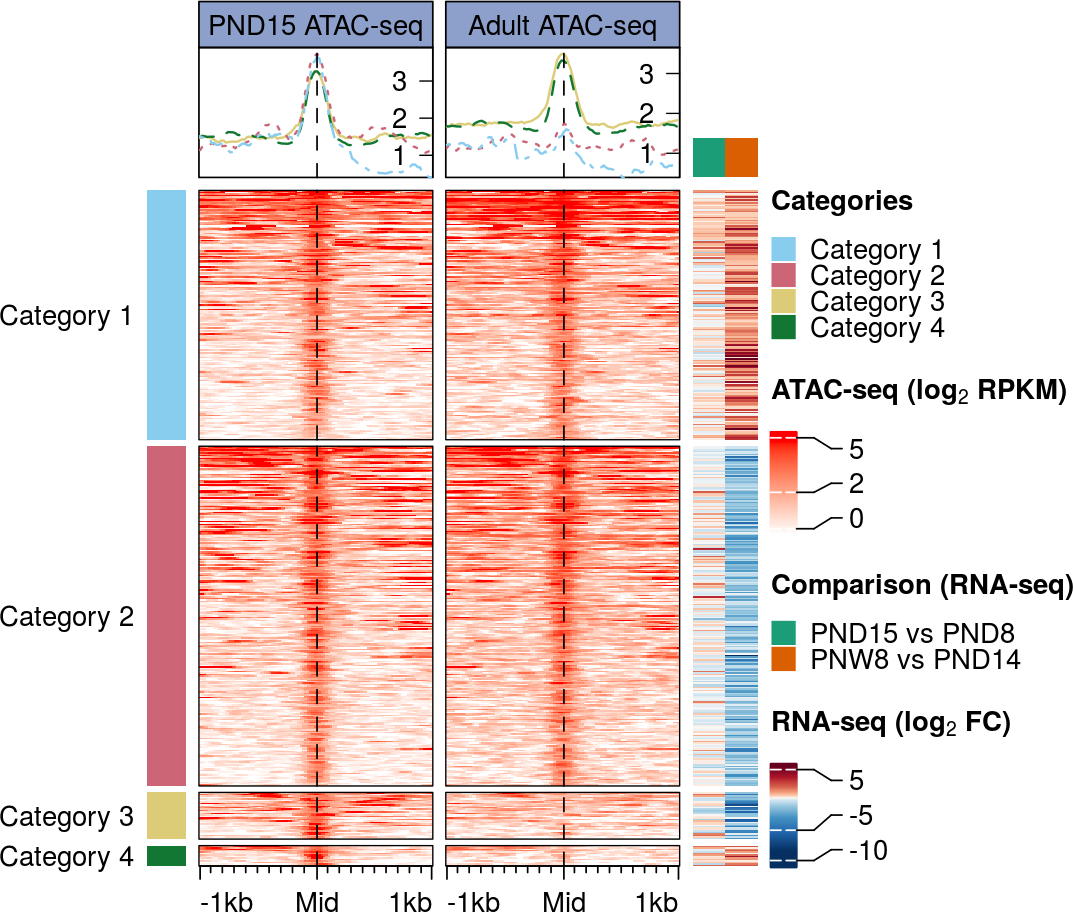 PND15 ATAC-seq
Adult ATAC-seq
3
2
1
3
2
1
Category 1
Category 2
Category 3
Category 4
-1kb Mid 1kb
-1kb Mid 1kb
Categories
Category 1
Category 2
Category 3
Category 4
ATAC-seq (log2 RPKM)
5
2
0
Comparison (RNA-seq)
PND15 vs PND8
PNW8 vs PND14
RNA-seq (log2 FC)
5
-5
-10